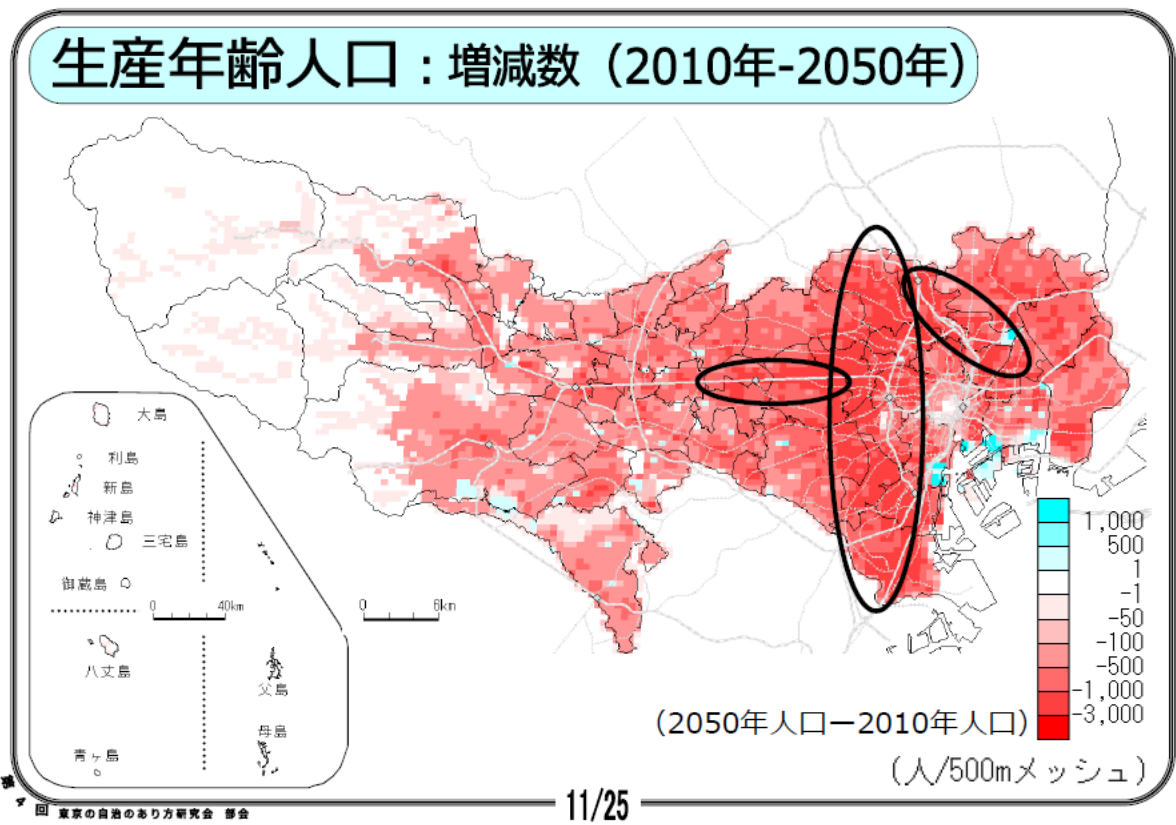 生産年齢人口：増減数（2010年-2050年）
大島
利島
新島
神津島
三宅島
御蔵島
0 40km
0 6km
八丈島
父島
母島
青ヶ島
1,000
500
1
-1
-50
-100
-500
-1,000
-3,000
（2050年人口ー2010年人口）
（人/500mメッシュ）
第4回 東京の自治のあり方研究会 部会
11/25